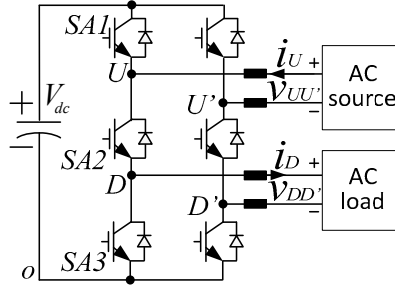 SA1
i_U +
AC source
V_UU'
−
U
U'
+
V_dc
−
SA2
i_D +
AC load
V_DD'
−
D
D'
o
SA3